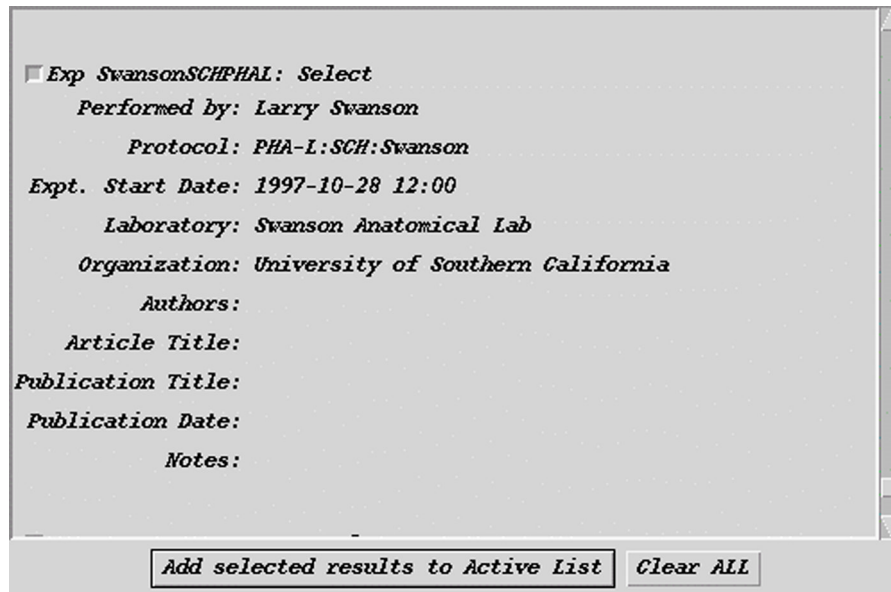 Exp SwansonSCHPHAL: Select
Performed by: Larry Swanson
Protocol: PHA-L:SCH:Swanson
Expt. Start Date: 1997-10-28 12:00
Laboratory: Swanson Anatomical Lab
Organization: University of Southern California
Authors:
Article Title:
Publication Title:
Publication Date:
Notes:
Add selected results to Active List Clear ALL